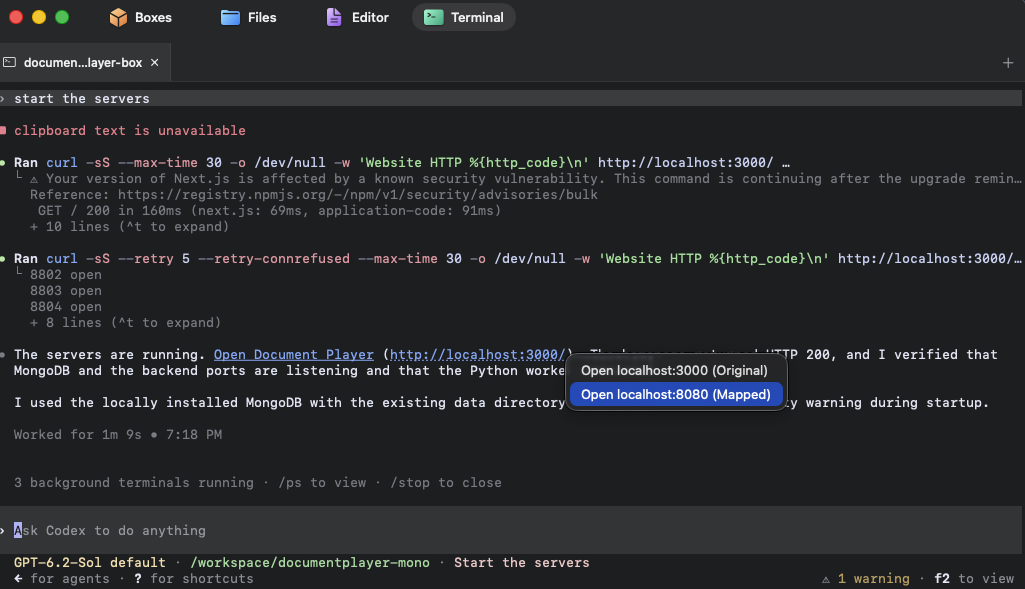 Boxes Files Editor Terminal
documen...layer-box × +
› start the servers
clipboard text is unavailable
• Ran curl -sS --max-time 30 -o /dev/null -w 'Website HTTP %{http_code}\n' http://localhost:3000/ …
└ ⚠ Your version of Next.js is affected by a known security vulnerability. This command is continuing after the upgrade remin…
Reference: https://registry.npmjs.org/-/npm/v1/security/advisories/bulk
GET / 200 in 160ms (next.js: 69ms, application-code: 91ms)
+ 10 lines (^t to expand)
• Ran curl -sS --retry 5 --retry-connrefused --max-time 30 -o /dev/null -w 'Website HTTP %{http_code}\n' http://localhost:3000/…
└ 8802 open
8803 open
8804 open
+ 8 lines (^t to expand)
• The servers are running. Open Document Player (http://localhost:3000/). HTTP 200, and I verified that
MongoDB and the backend ports are listening and that the Python
Open localhost:3000 (Original)
Open localhost:8080 (Mapped)
I used the locally installed MongoDB with the existing data directory warning during startup.
Worked for 1m 9s • 7:18 PM
3 background terminals running · /ps to view · /stop to close
› Ask Codex to do anything
GPT-6.2-Sol default · /workspace/documentplayer-mono · Start the servers
← for agents · ? for shortcuts ⚠ 1 warning · f2 to view